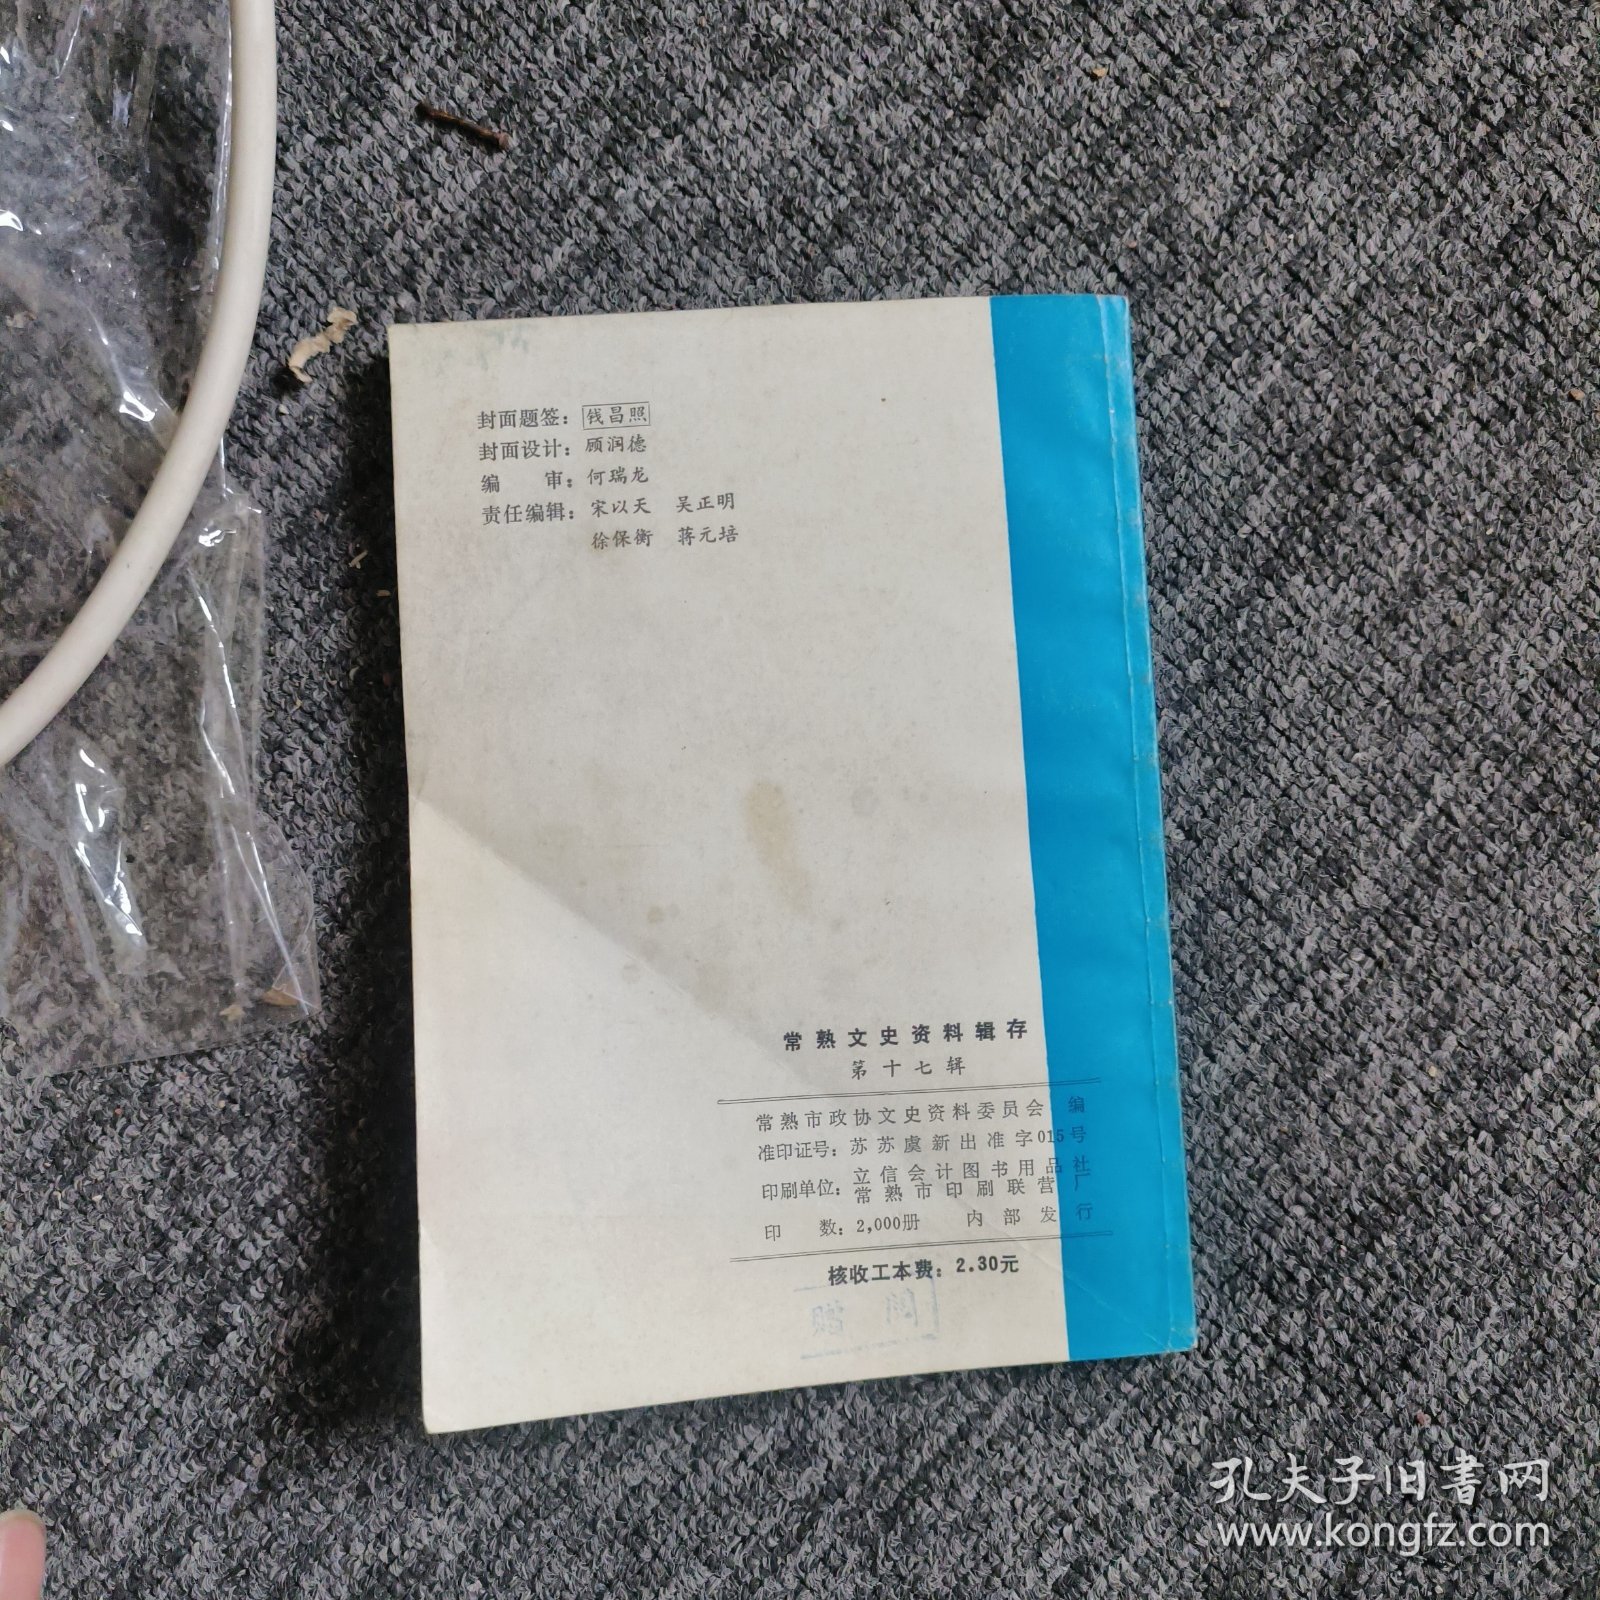 封面题签：钱昌照
封面设计：顾润德
编　　审：何瑞龙
责任编辑：宋以天　吴正明
徐保衡　蒋元培
常熟文史资料辑存
第十七辑
常熟市政协文史资料委员会　编
准印证号：苏苏虞新出准字015号
印刷单位：立信会计图书用品社
常熟市印刷联营厂
印　　数：2,000册　内部发行
核收工本费：2.30元
赠阅
孔夫子旧书网
www.kongfz.com